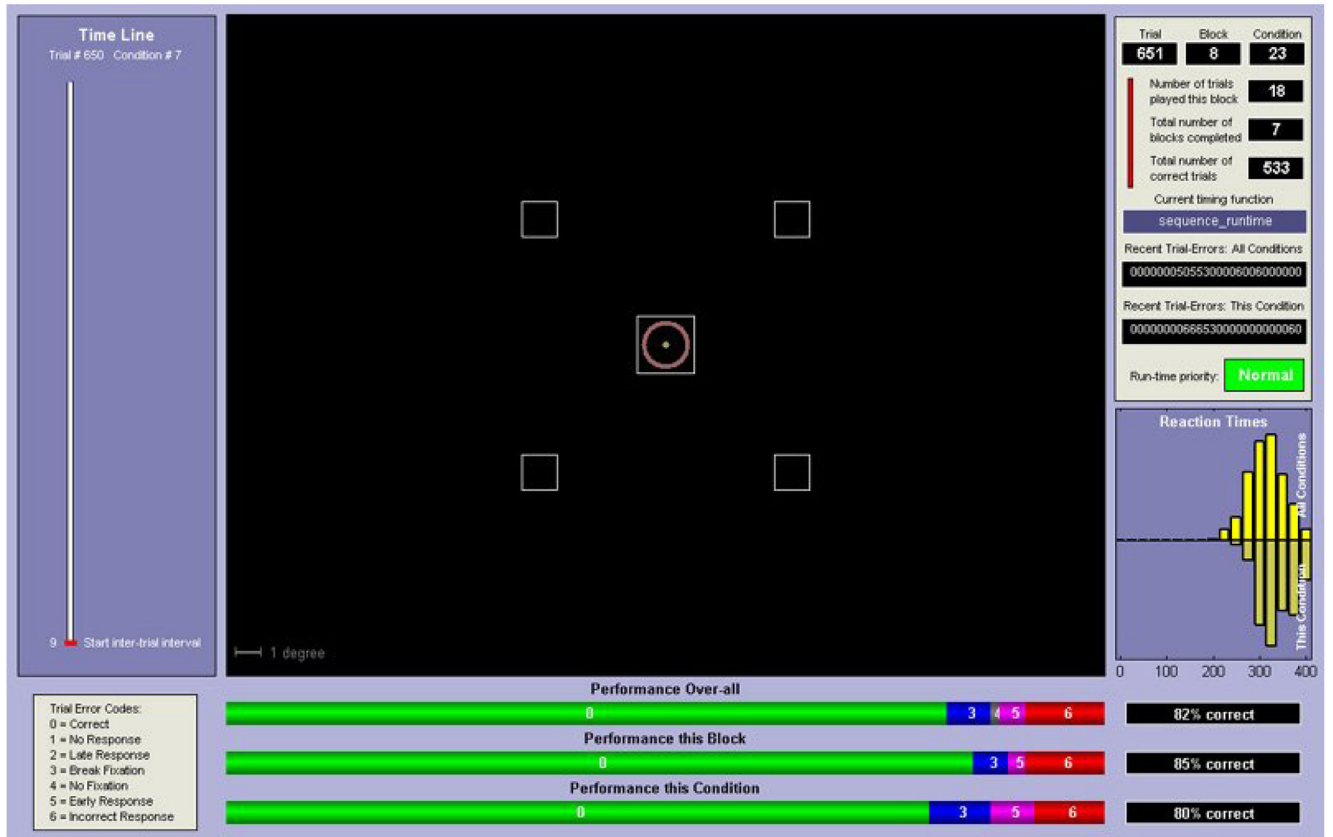 Time Line
Trial # 650 Condition # 7
9 Start inter-trial interval
1 degree
Trial Block Condition
651 8 23
Number of trials
played this block
18
Total number of
blocks completed
7
Total number of
correct trials
533
Current timing function
sequence_runtime
Recent Trial-Errors: All Conditions
Recent Trial-Errors: This Condition
Run-time priority: Normal
Reaction Times
All Conditions
This Condition
0 100 200 300 400
Trial Error Codes:
0 = Correct
1 = No Response
2 = Late Response
3 = Break Fixation
4 = No Fixation
5 = Early Response
6 = Incorrect Response
Performance Over-all
0 3 4 5 6
82% correct
Performance this Block
0 3 5 6
85% correct
Performance this Condition
0 3 5 6
80% correct